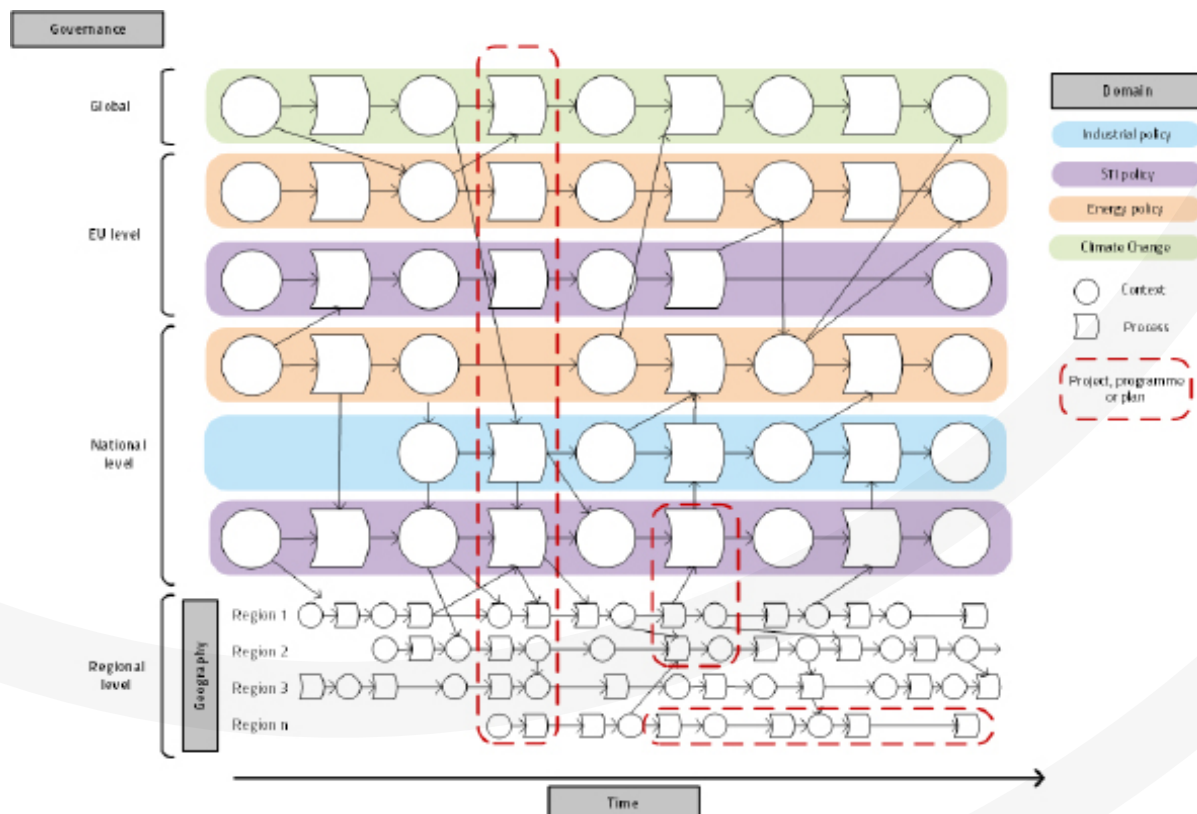 Governance
Global
EU level
National
level
Regional
level
Geography
Region 1
Region 2
Region 3
Region n
Time
Domain
Industrial policy
STI policy
Energy policy
Climate Change
Context
Process
Project, programme
or plan